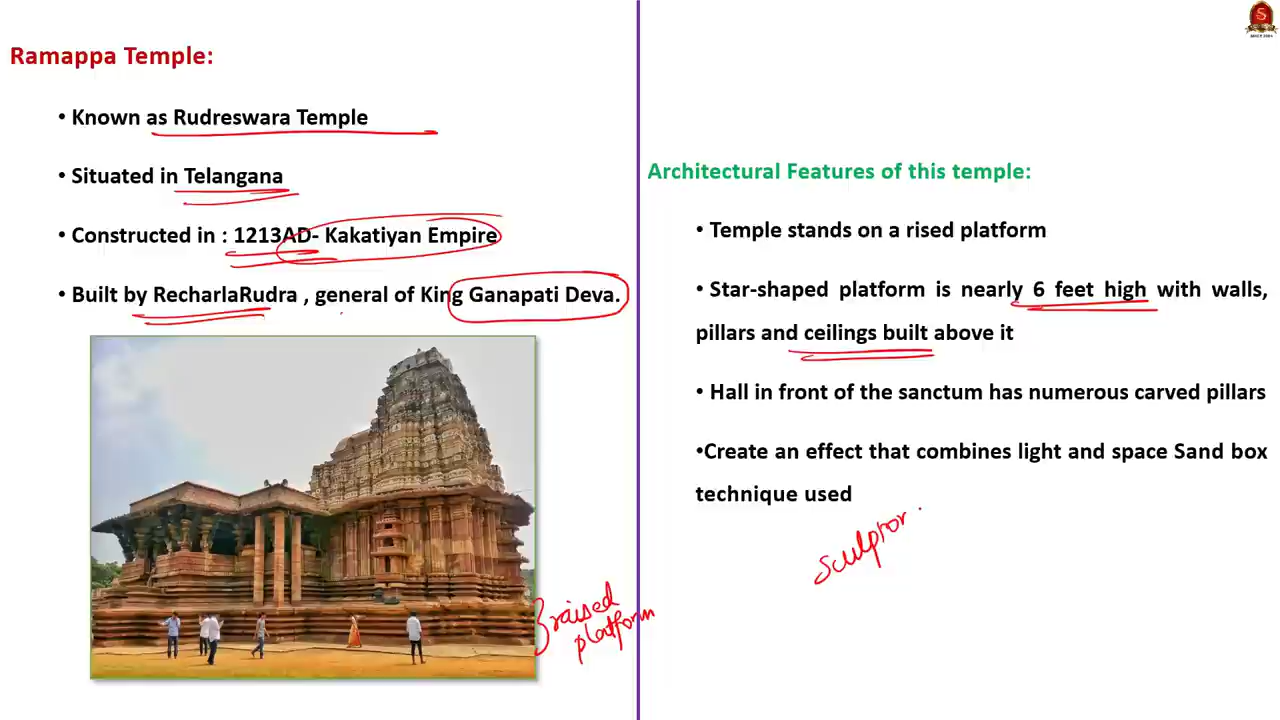 Ramappa Temple:
• Known as Rudreswara Temple
• Situated in Telangana
• Constructed in : 1213AD- Kakatiyan Empire
• Built by RecharlaRudra , general of King Ganapati Deva.
raised
platform
Architectural Features of this temple:
• Temple stands on a rised platform
• Star-shaped platform is nearly 6 feet high with walls,
pillars and ceilings built above it
• Hall in front of the sanctum has numerous carved pillars
•Create an effect that combines light and space Sand box
technique used
sculptor
S
SINCE 2004